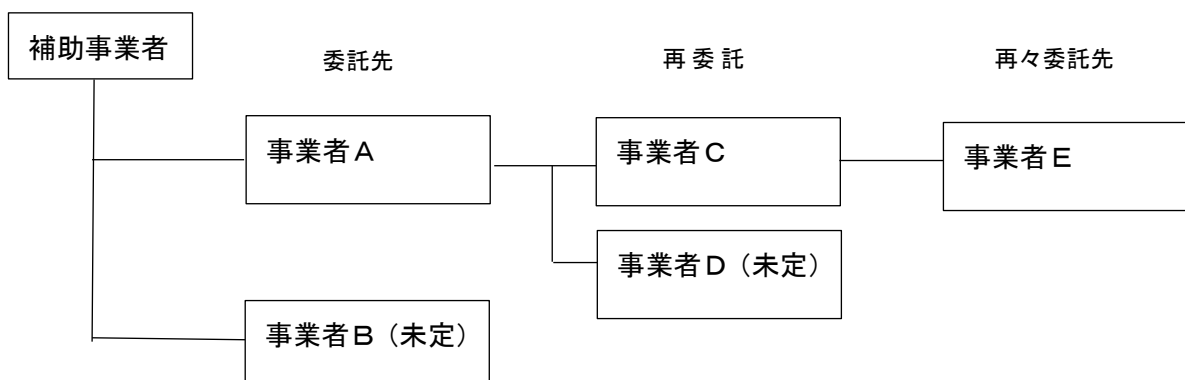 補助事業者
委託先
再委託
再々委託先
事業者A
事業者C
事業者E
事業者D（未定）
事業者B（未定）